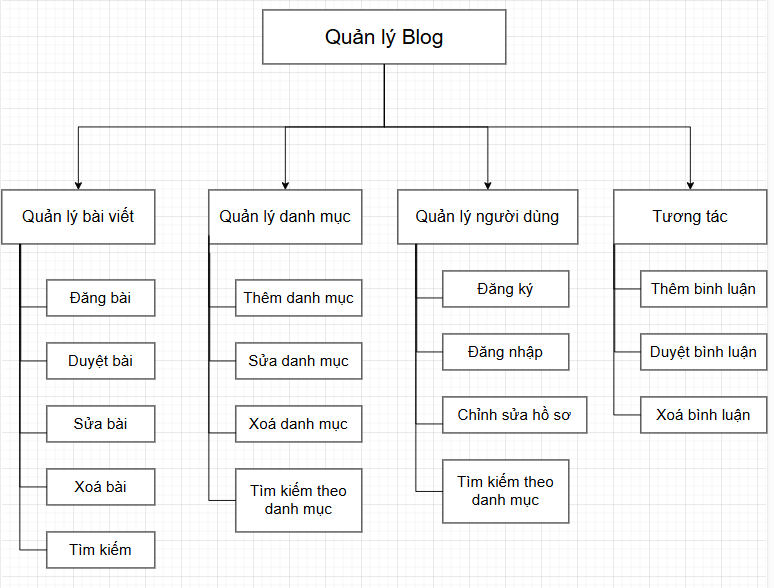 Quản lý Blog
Quản lý bài viết
Đăng bài
Duyệt bài
Sửa bài
Xoá bài
Tìm kiếm
Quản lý danh mục
Thêm danh mục
Sửa danh mục
Xoá danh mục
Tìm kiếm theo
danh mục
Quản lý người dùng
Đăng ký
Đăng nhập
Chỉnh sửa hồ sơ
Tìm kiếm theo
danh mục
Tương tác
Thêm bình luận
Duyệt bình luận
Xoá bình luận